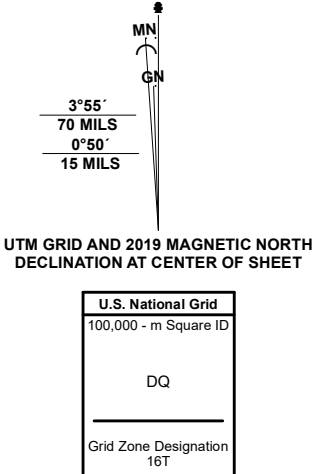 MN
GN
3°55´
70 MILS
0°50´
15 MILS
UTM GRID AND 2019 MAGNETIC NORTH
DECLINATION AT CENTER OF SHEET
U.S. National Grid
100,000 - m Square ID
DQ
Grid Zone Designation
16T